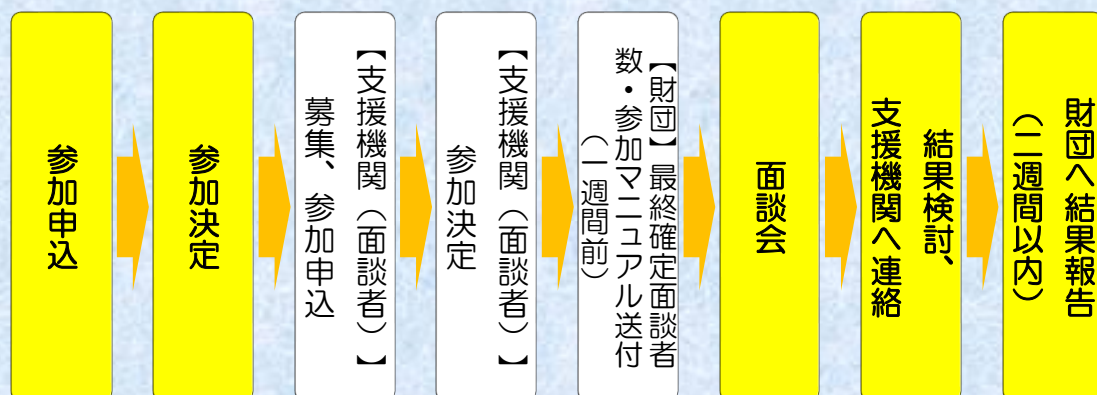 参加申込
参加決定
【支援機関（面談者）】
募集、参加申込
【支援機関（面談者）】
参加決定
【財団】最終確定面談者
数・参加マニュアル送付
（一週間前）
面談会
結果検討、
支援機関へ連絡
財団へ結果報告
（二週間以内）